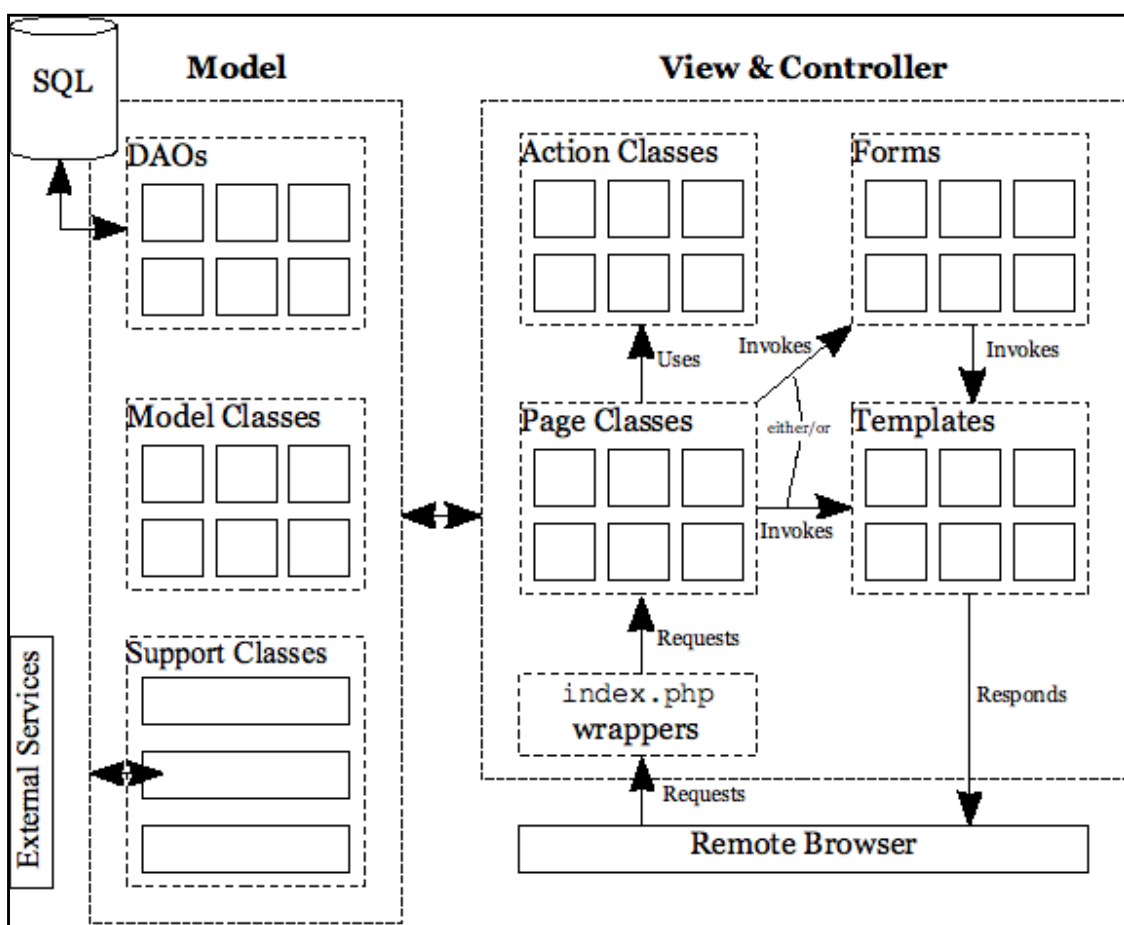 SQL
Model
View & Controller
DAOs
Action Classes
Forms
Uses
Invokes
Invokes
Model Classes
Page Classes
either/or
Templates
Invokes
Requests
Support Classes
index.php
wrappers
Responds
External Services
Requests
Remote Browser